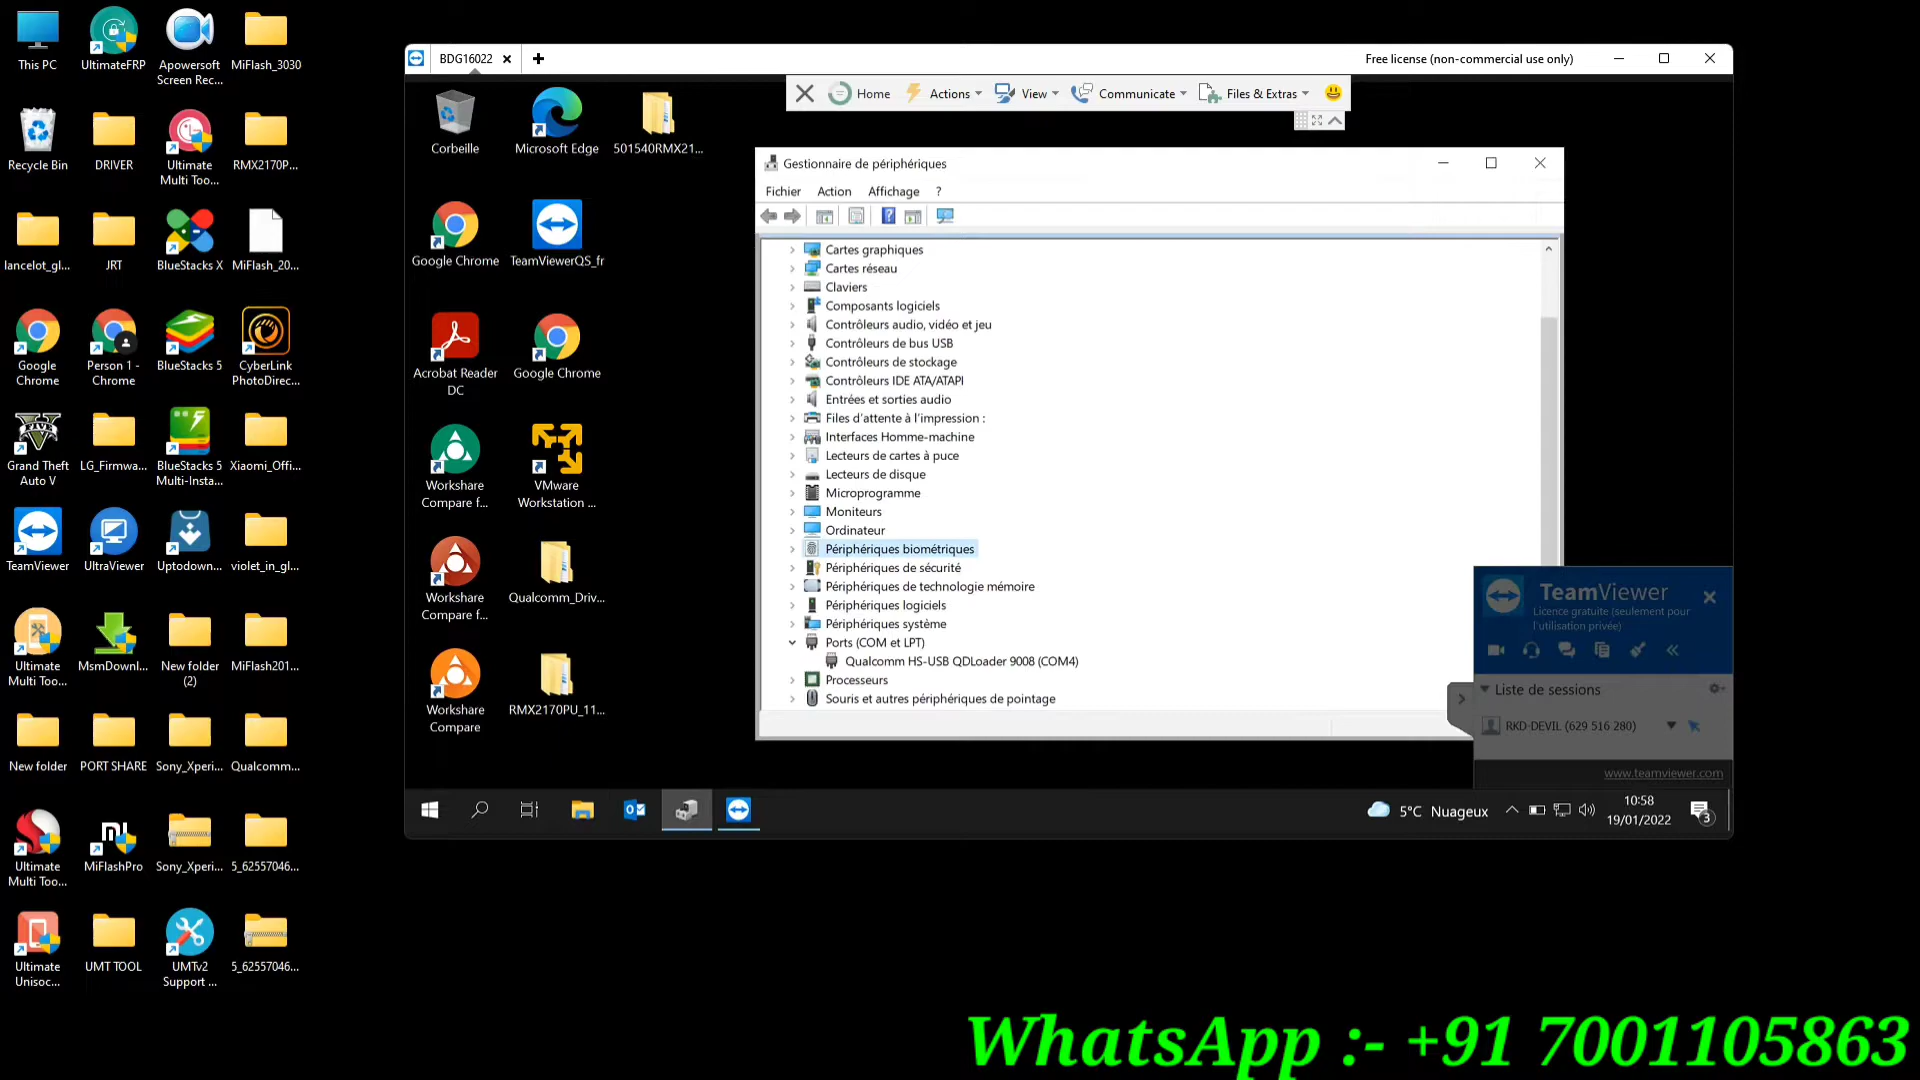 This PC
UltimateFRP
Apowersoft
Screen Rec...
MiFlash_3030
Recycle Bin
DRIVER
Ultimate
Multi Too...
RMX2170P...
lancelot_gl...
JRT
BlueStacks X
MiFlash_20...
Google
Chrome
Person 1 -
Chrome
BlueStacks 5
CyberLink
PhotoDirec...
Grand Theft
Auto V
LG_Firmwa...
BlueStacks 5
Multi-Insta...
Xiaomi_Offi...
TeamViewer
UltraViewer
Uptodown...
violet_in_gl...
Ultimate
Multi Too...
MsmDownl...
New folder
(2)
MiFlash201...
New folder
PORT SHARE
Sony_Xperi...
Qualcomm...
Ultimate
Multi Too...
MiFlashPro
Sony_Xperi...
5_62557046...
Ultimate
Unisoc...
UMT TOOL
UMTv2
Support ...
5_62557046...
BDG16022
Free license (non-commercial use only)
Home
Actions
View
Communicate
Files & Extras
Corbeille
Microsoft Edge
501540RMX21...
Google Chrome
TeamViewerQS_fr
Acrobat Reader
DC
Google Chrome
Workshare
Compare f...
VMware
Workstation ...
Workshare
Compare f...
Qualcomm_Driv...
Workshare
Compare
RMX2170PU_11...
Gestionnaire de périphériques
Fichier
Action
Affichage
?
Cartes graphiques
Cartes réseau
Claviers
Composants logiciels
Contrôleurs audio, vidéo et jeu
Contrôleurs de bus USB
Contrôleurs de stockage
Contrôleurs IDE ATA/ATAPI
Entrées et sorties audio
Files d'attente à l'impression :
Interfaces Homme-machine
Lecteurs de cartes à puce
Lecteurs de disque
Microprogramme
Moniteurs
Ordinateur
Périphériques biométriques
Périphériques de sécurité
Périphériques de technologie mémoire
Périphériques logiciels
Périphériques système
Ports (COM et LPT)
Qualcomm HS-USB QDLoader 9008 (COM4)
Processeurs
Souris et autres périphériques de pointage
TeamViewer
Licence gratuite (seulement pour
l'utilisation privée)
Liste de sessions
RKD-DEVIL (629 516 280)
www.teamviewer.com
5°C Nuageux
10:58
19/01/2022
3
WhatsApp :- +91 7001105863